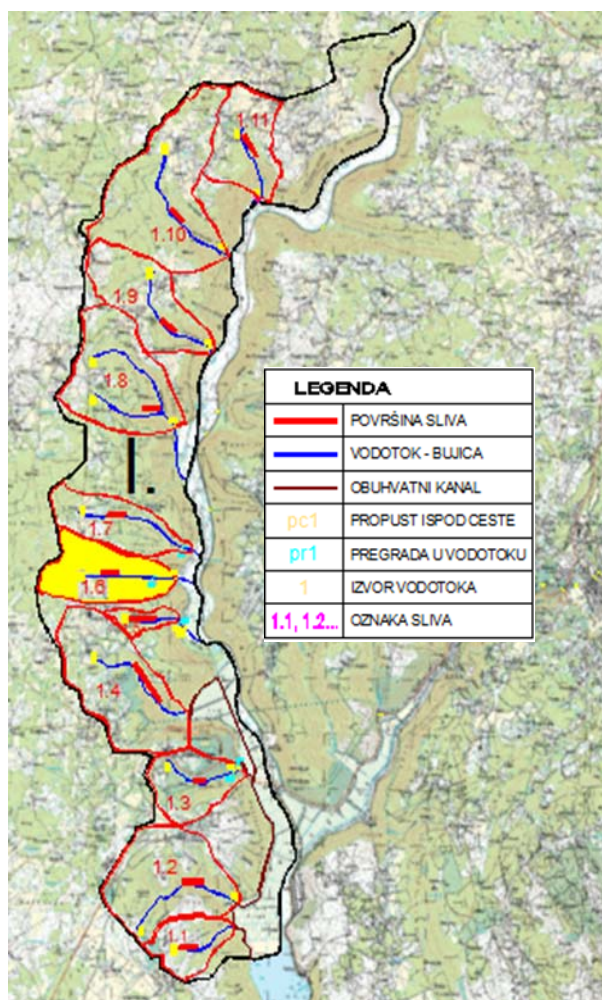 1.11
1.10
1.9
1.8
I.
1.7
1.6
1.4
1.3
1.2
1.1
LEGENDA
POVRŠINA SLIVA
VODOTOK - BUJICA
OBUHVATNI KANAL
pc1 PROPUST ISPOD CESTE
pr1 PREGRADA U VODOTOKU
1 IZVOR VODOTOKA
1.1, 1.2... OZNAKA SLIVA